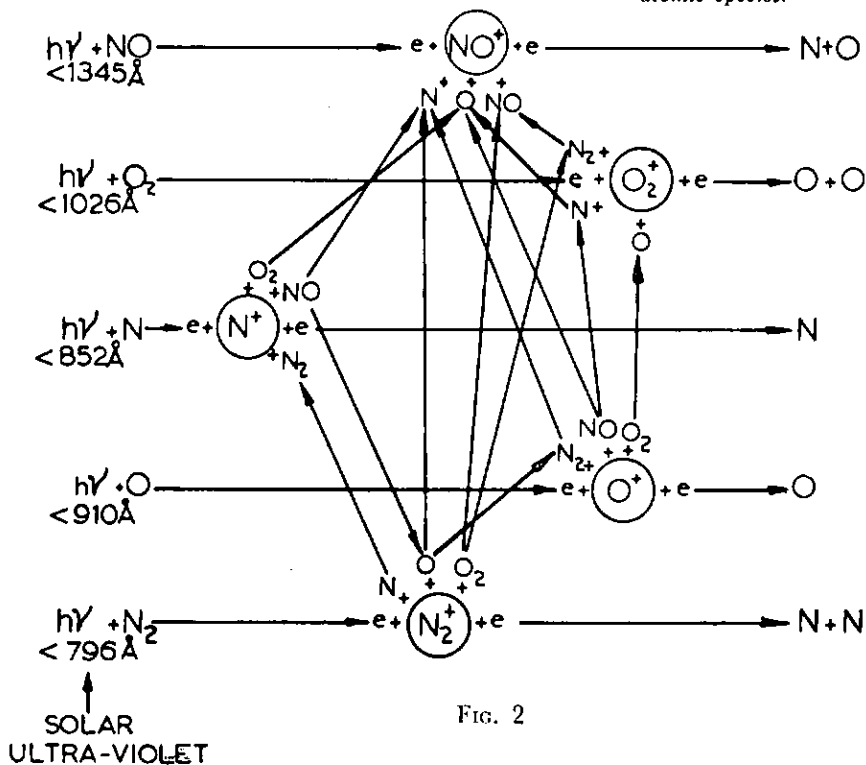 atomic species.
hν + NO → e + NO⁺ + e → N + O
<1345Å
N⁺ O⁺ NO⁺
N₂+
hν + O₂ → e + O₂⁺ + e → O + O
<1026Å
N+
+
O
O₂
+ + NO
hν + N → e + N⁺ + e → N
<852Å
+N₂
NO O₂
N₂+ + +
hν + O → e + O⁺ + e → O
<910Å
O O₂
N+ + +
hν + N₂ → e + N₂⁺ + e → N + N
<796Å
SOLAR
ULTRA-VIOLET
FIG. 2